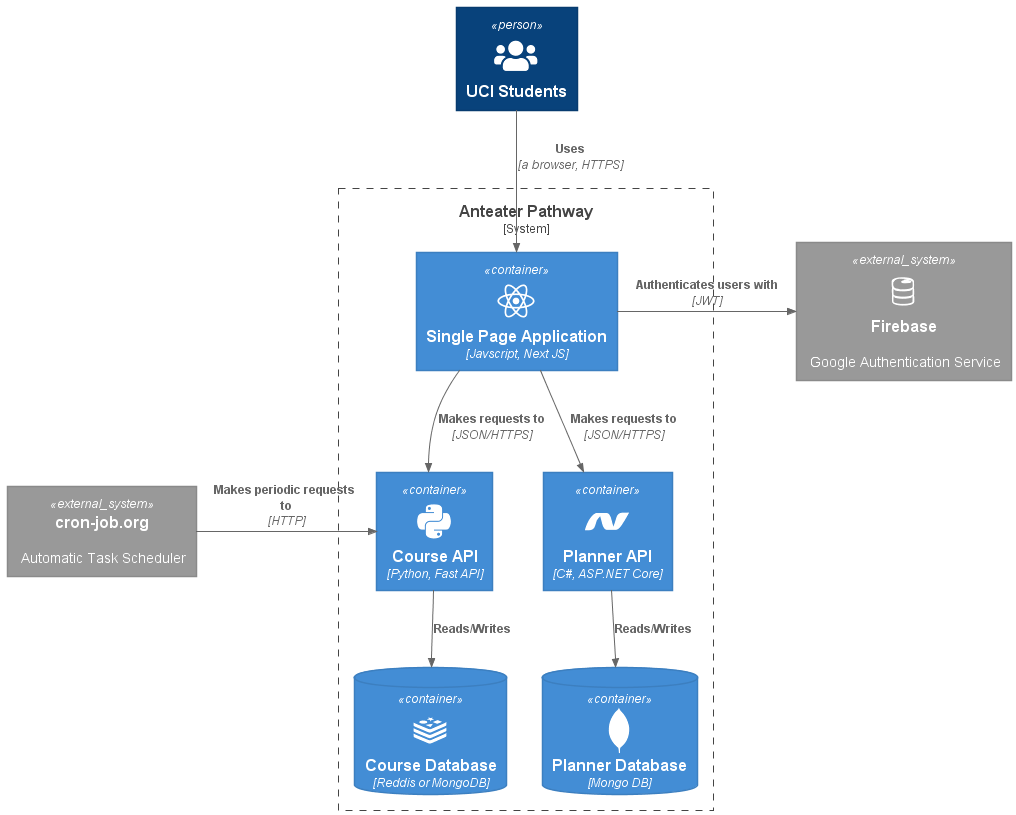 «person»
UCI Students
Uses
[a browser, HTTPS]
Anteater Pathway
[System]
«container»
Single Page Application
[Javscript, Next JS]
Authenticates users with
[JWT]
«external_system»
Firebase
Google Authentication Service
Makes requests to
[JSON/HTTPS]
Makes requests to
[JSON/HTTPS]
«external_system»
cron-job.org
Automatic Task Scheduler
Makes periodic requests
to
[HTTP]
«container»
Course API
[Python, Fast API]
«container»
Planner API
[C#, ASP.NET Core]
Reads/Writes
Reads/Writes
«container»
Course Database
[Reddis or MongoDB]
«container»
Planner Database
[Mongo DB]